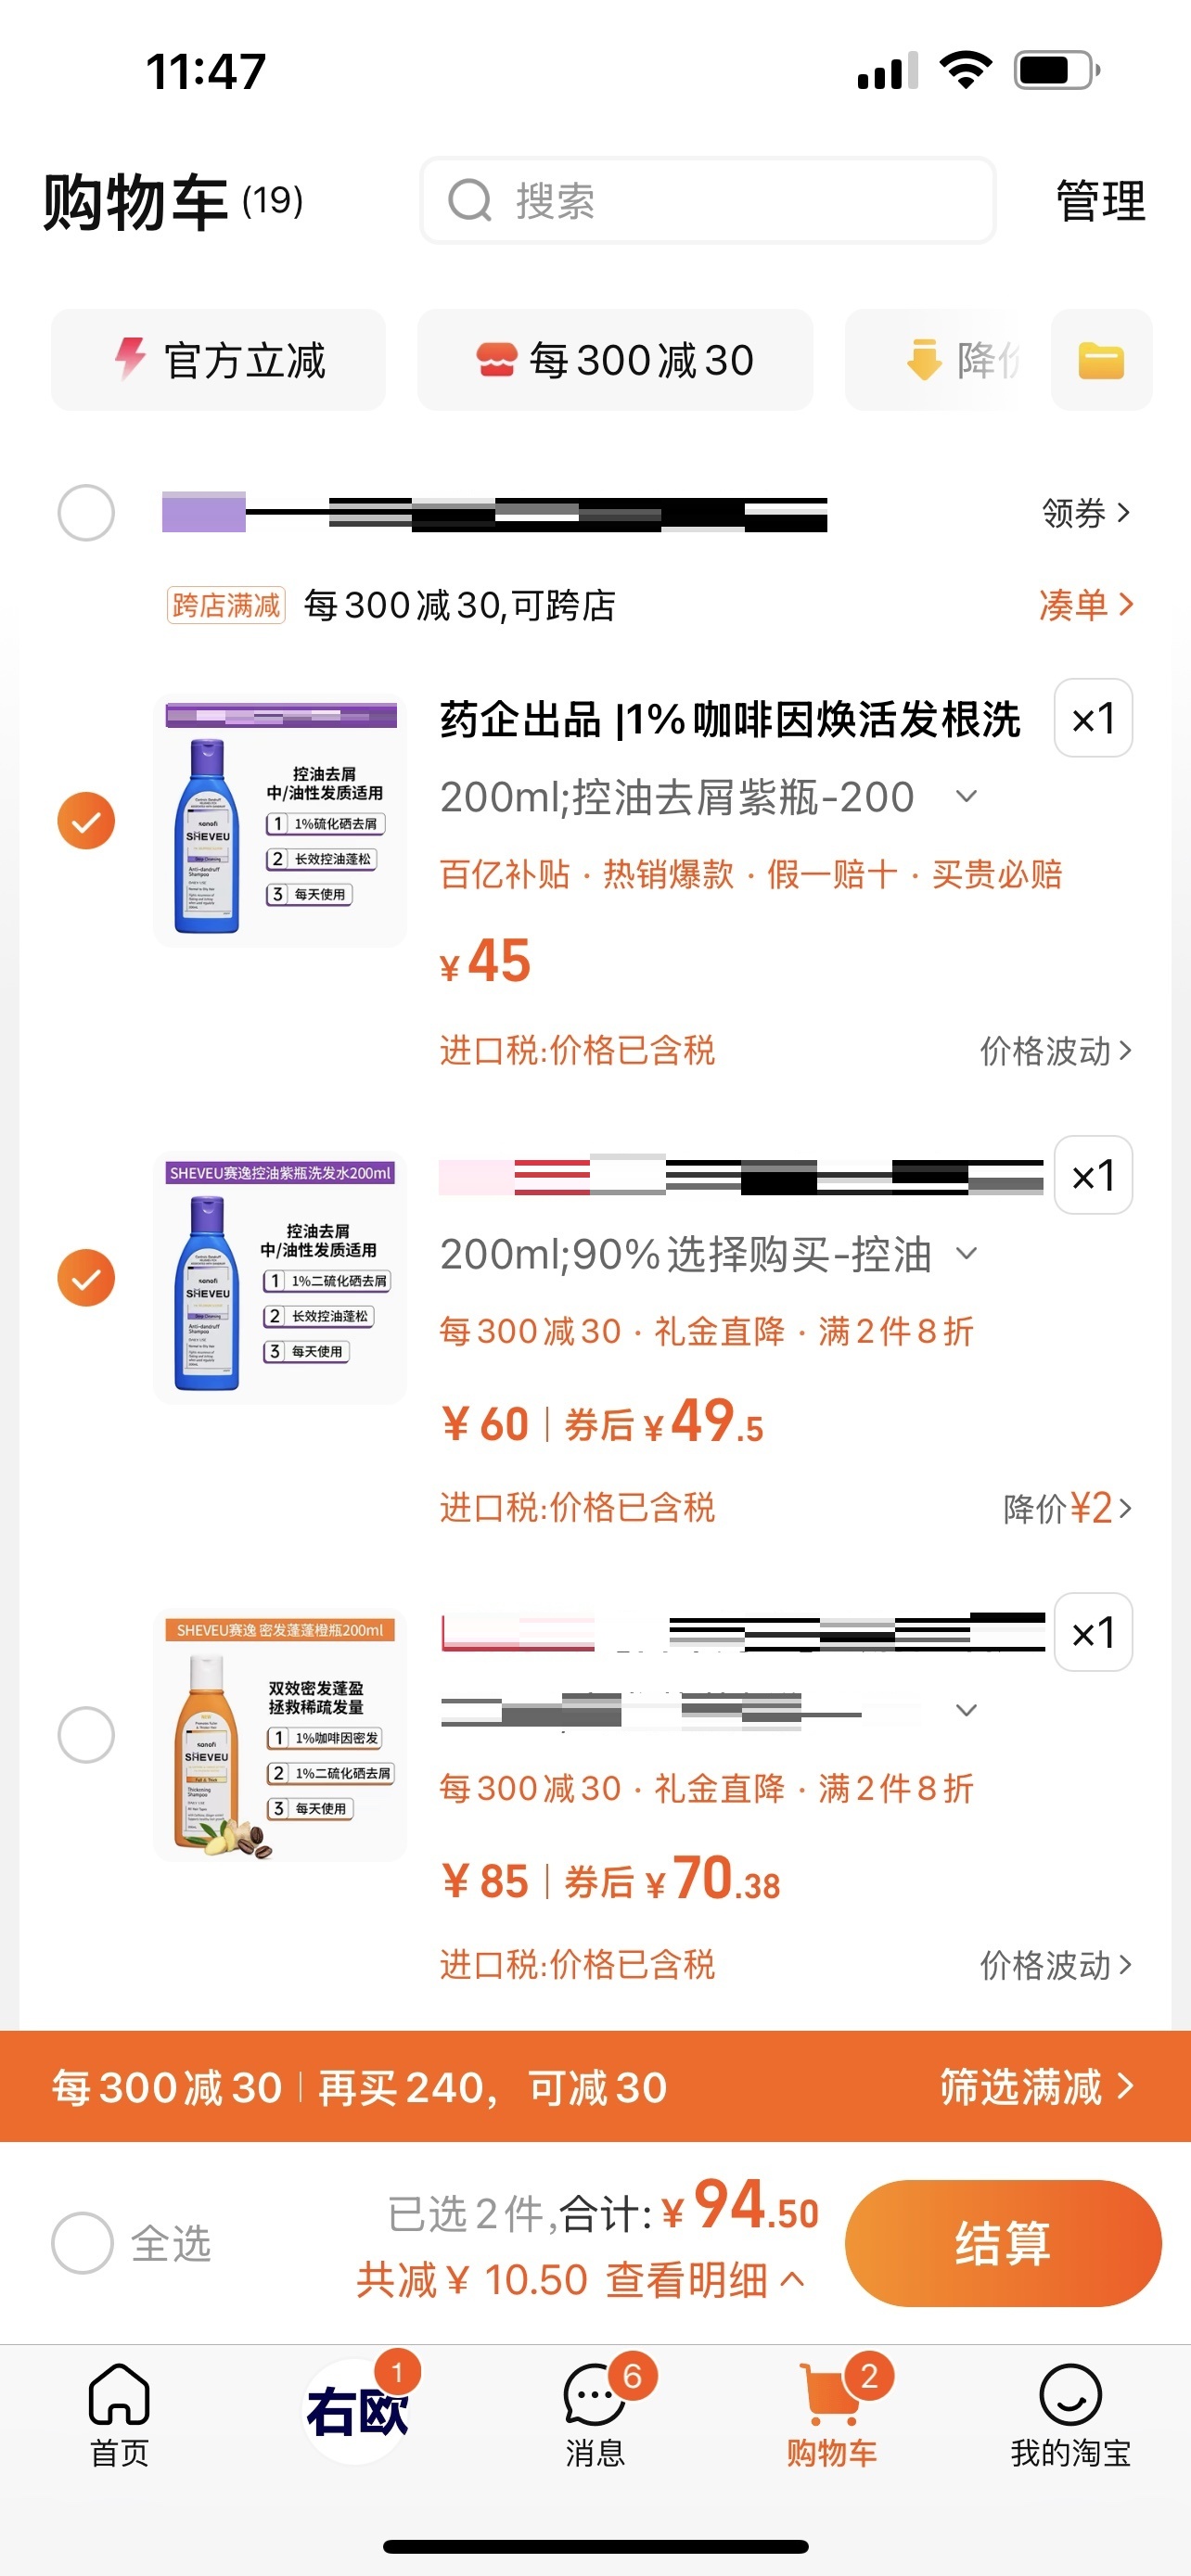 11:47
购物车 (19)
搜索
管理
官方立减
每300减30
降价
领券
跨店满减 每300减30,可跨店
凑单
药企出品 |1%咖啡因焕活发根洗
×1
200ml;控油去屑紫瓶-200
百亿补贴 · 热销爆款 · 假一赔十 · 买贵必赔
¥45
进口税:价格已含税
价格波动
控油去屑
中/油性发质适用
1 1%硫化硒去屑
2 长效控油蓬松
3 每天使用
sanofi
SHEVEU
Anti-dandruff
Shampoo
SHEVEU赛逸控油紫瓶洗发水200ml
控油去屑
中/油性发质适用
1 1%二硫化硒去屑
2 长效控油蓬松
3 每天使用
sanofi
SHEVEU
Anti-dandruff
Shampoo
×1
200ml;90%选择购买-控油
每300减30 · 礼金直降 · 满2件8折
¥60 | 券后 ¥49.5
进口税:价格已含税
降价¥2
SHEVEU赛逸 密发蓬蓬橙瓶200ml
双效密发蓬盈
拯救稀疏发量
1 1%咖啡因密发
2 1%二硫化硒去屑
3 每天使用
sanofi
SHEVEU
Thickening
Shampoo
×1
每300减30 · 礼金直降 · 满2件8折
¥85 | 券后 ¥70.38
进口税:价格已含税
价格波动
每300减30 | 再买240, 可减30
筛选满减
全选
已选2件,合计:¥94.50
共减¥ 10.50 查看明细
结算
首页
右欧
1
消息
6
购物车
2
我的淘宝